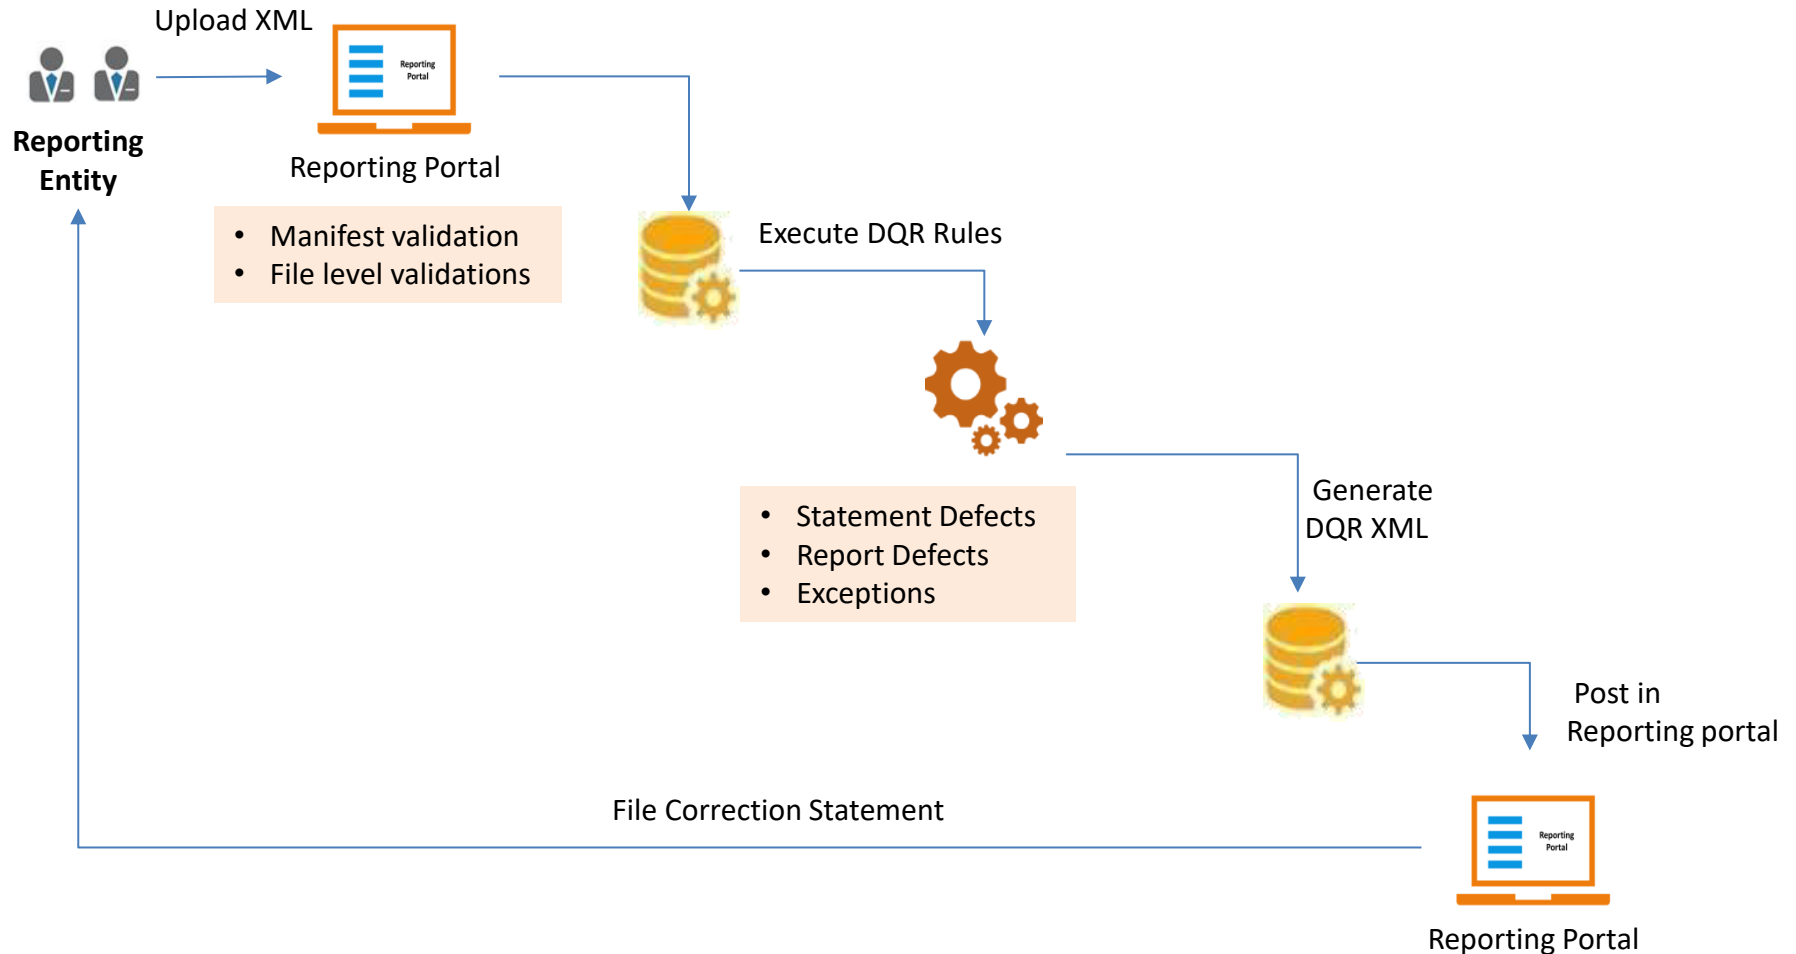 Upload XML
Reporting
Portal
Reporting
Entity
Reporting Portal
• Manifest validation
• File level validations
Execute DQR Rules
• Statement Defects
• Report Defects
• Exceptions
Generate
DQR XML
Post in
Reporting portal
File Correction Statement
Reporting
Portal
Reporting Portal